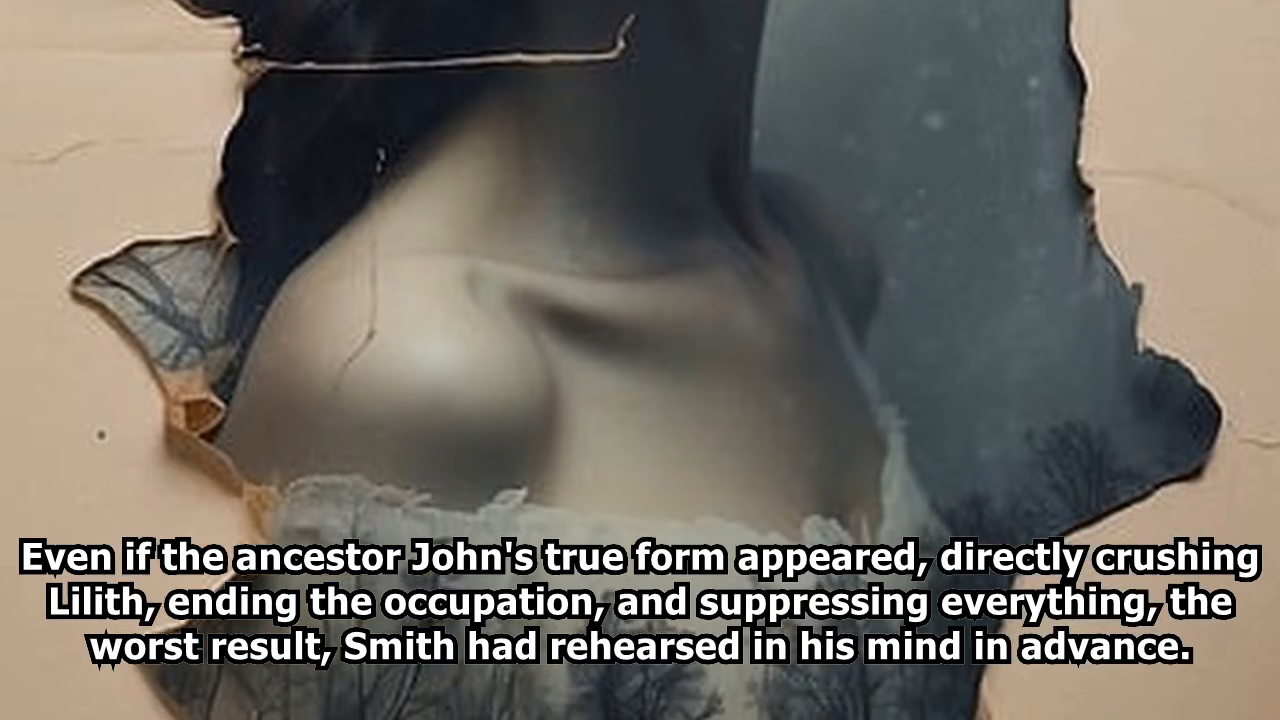 Even if the ancestor John's true form appeared, directly crushing
Lilith, ending the occupation, and suppressing everything, the
worst result, Smith had rehearsed in his mind in advance.